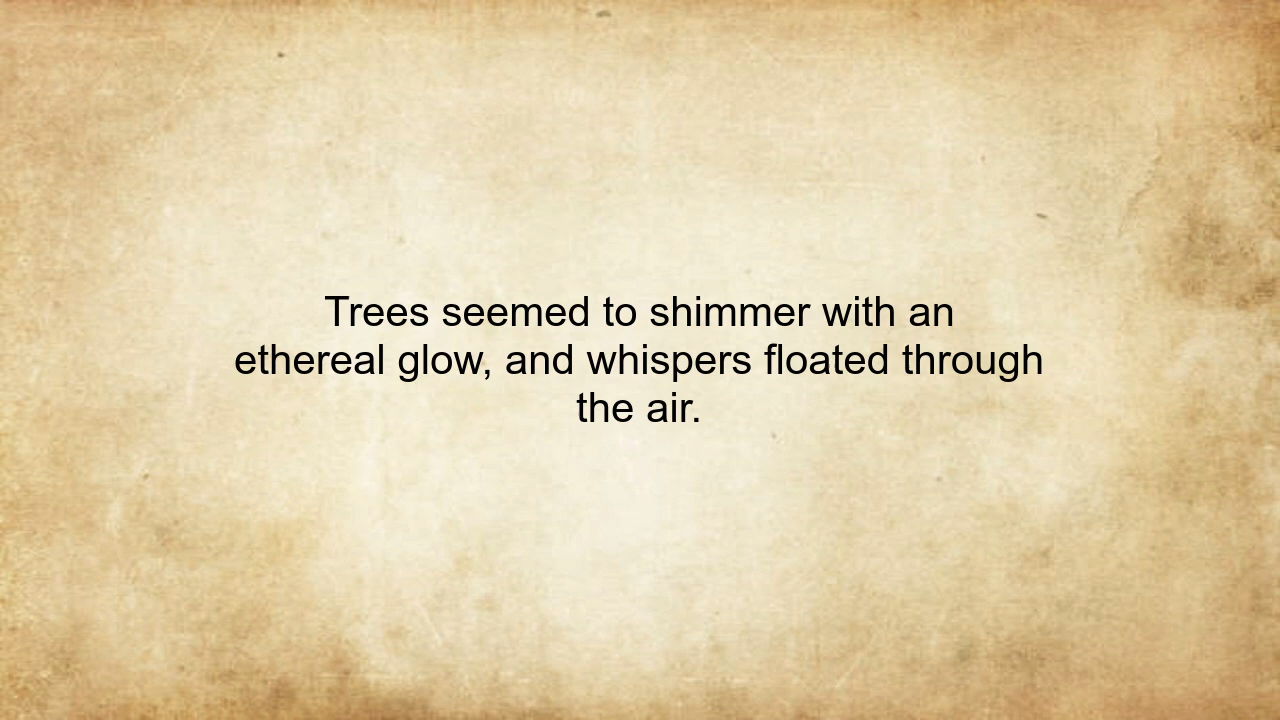 Trees seemed to shimmer with an
ethereal glow, and whispers floated through
the air.